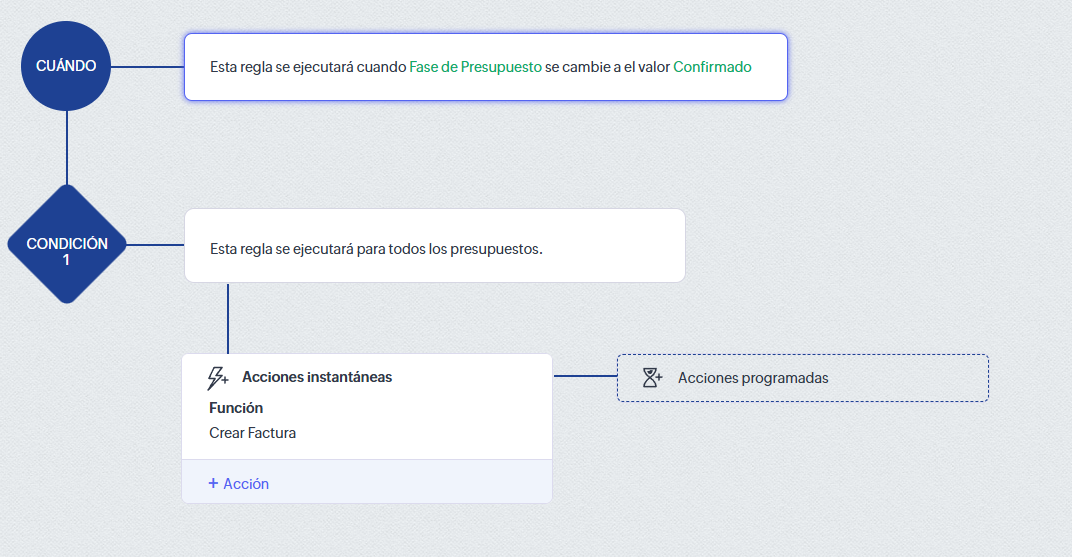 CUÁNDO
Esta regla se ejecutará cuando Fase de Presupuesto se cambie a el valor Confirmado
CONDICIÓN
1
Esta regla se ejecutará para todos los presupuestos.
Acciones instantáneas
Acciones programadas
Función
Crear Factura
+ Acción